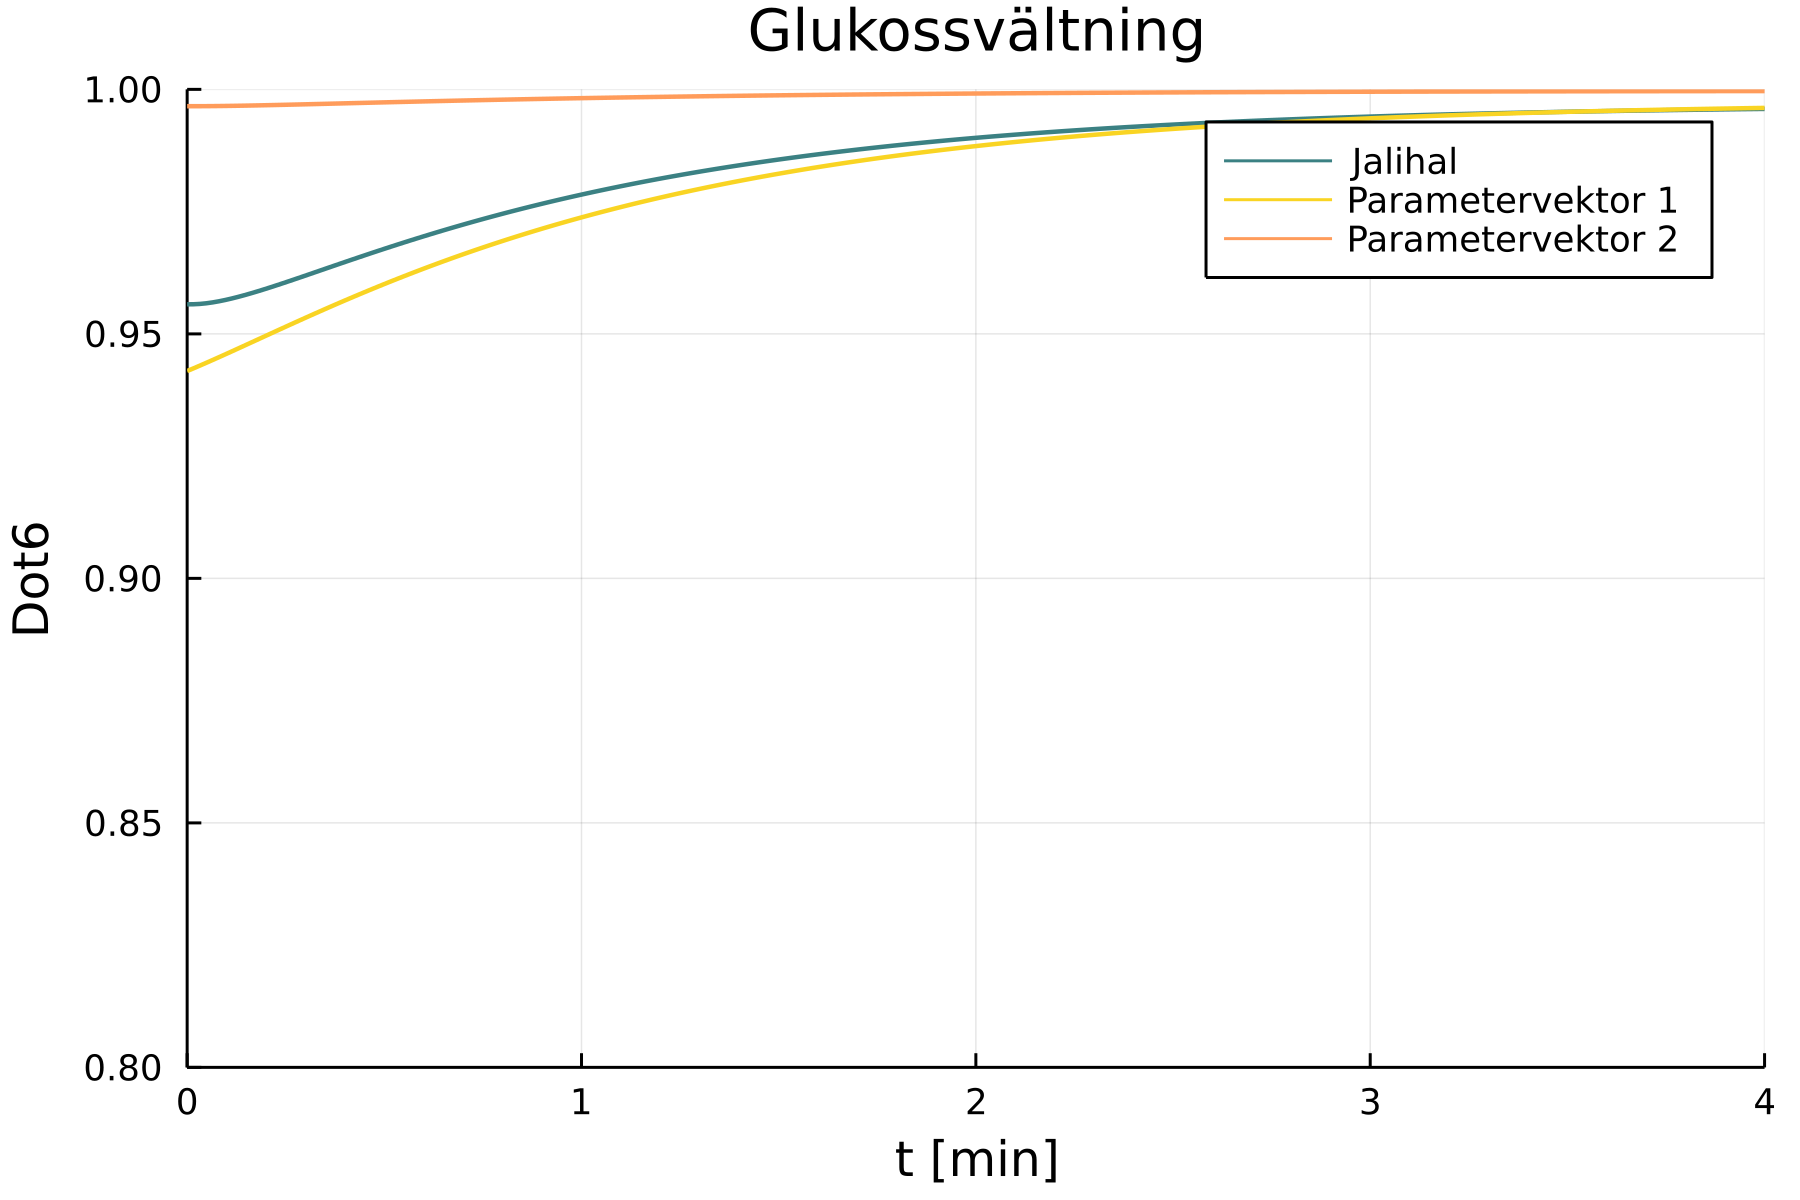 Glukossvältning
1.00
0.95
0.90
0.85
0.80
Dot6
Jalihal
Parametervektor 1
Parametervektor 2
0
1
2
3
4
t [min]